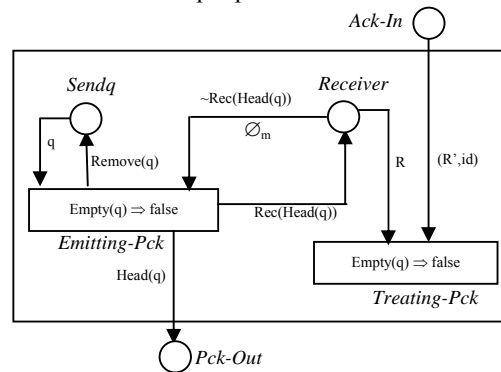 Ack-In
Sendq
Receiver
~Rec(Head(q))
∅m
q
Remove(q)
R
(R',id)
Empty(q) ⇒ false
Rec(Head(q))
Emitting-Pck
Empty(q) ⇒ false
Head(q)
Treating-Pck
Pck-Out